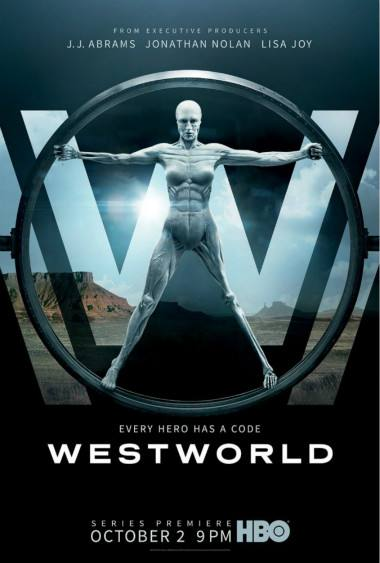 FROM EXECUTIVE PRODUCERS
J.J. ABRAMS JONATHAN NOLAN LISA JOY
W
EVERY HERO HAS A CODE
WESTWORLD
SERIES PREMIERE
OCTOBER 2 9PM HBO